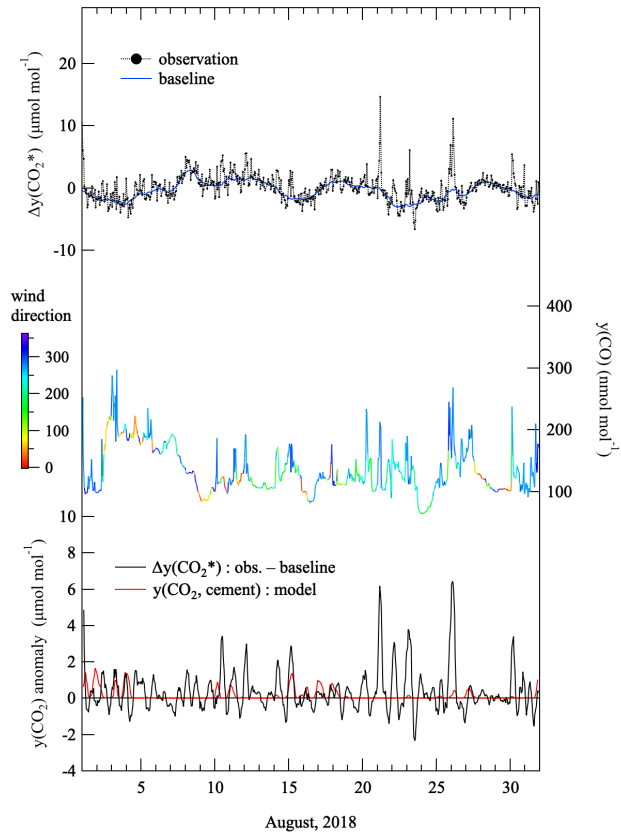 Δy(CO₂*) (μmol mol⁻¹)
20
10
0
-10
observation
baseline
wind
direction
300
200
100
0
y(CO) (nmol mol⁻¹)
400
300
200
100
y(CO₂) anomaly (μmol mol⁻¹)
10
8
6
4
2
0
-2
-4
Δy(CO₂*) : obs. – baseline
y(CO₂, cement) : model
5 10 15 20 25 30
August, 2018